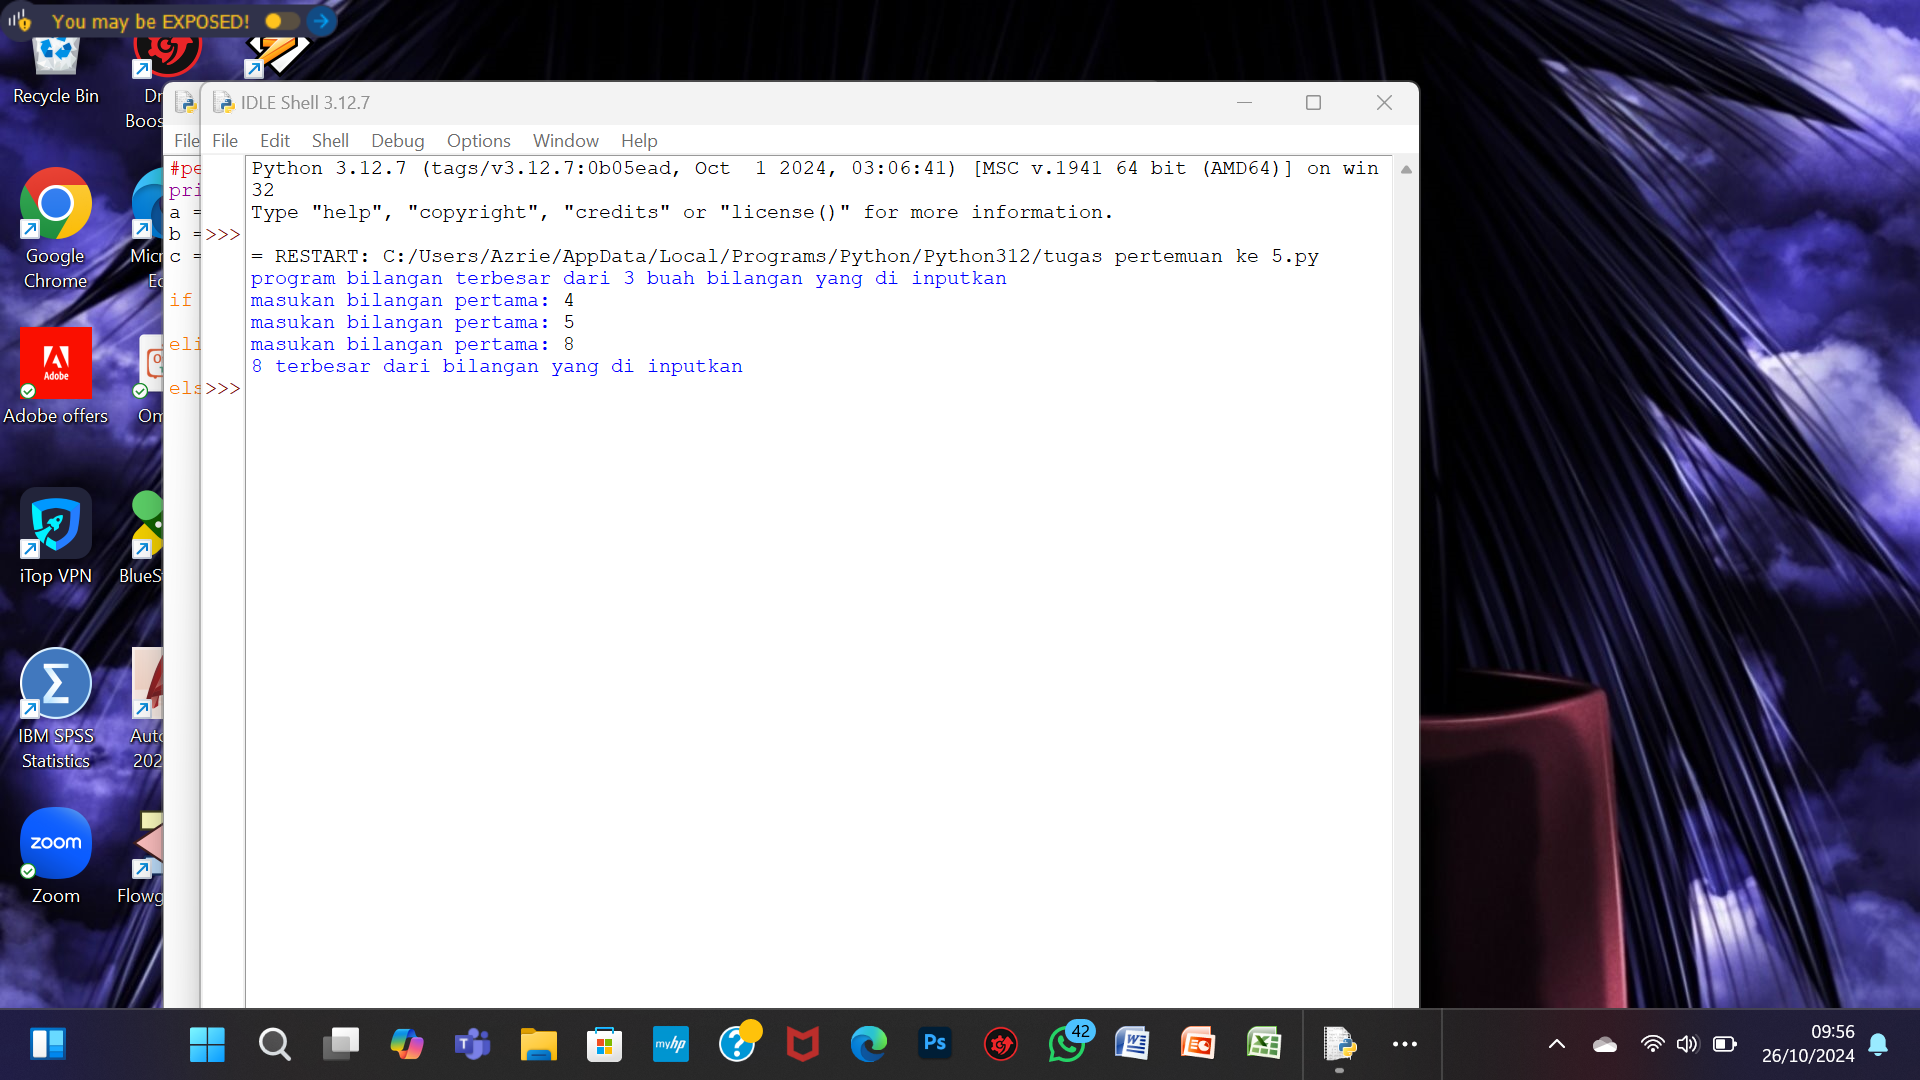 You may be EXPOSED!
Recycle Bin
Dr
Boos
Google
Chrome
Micr
Ec
Adobe
Adobe offers
Om
iTop VPN
BlueS
IBM SPSS
Statistics
Auto
202
zoom
Zoom
Flowg
File
#pe
pri
a =
b =
c =
if
eli
els
IDLE Shell 3.12.7
File Edit Shell Debug Options Window Help
Python 3.12.7 (tags/v3.12.7:0b05ead, Oct  1 2024, 03:06:41) [MSC v.1941 64 bit (AMD64)] on win
32
Type "help", "copyright", "credits" or "license()" for more information.
>>>
= RESTART: C:/Users/Azrie/AppData/Local/Programs/Python/Python312/tugas pertemuan ke 5.py
program bilangan terbesar dari 3 buah bilangan yang di inputkan
masukan bilangan pertama: 4
masukan bilangan pertama: 5
masukan bilangan pertama: 8
8 terbesar dari bilangan yang di inputkan
>>>
myhp
Ps
42
09:56
26/10/2024